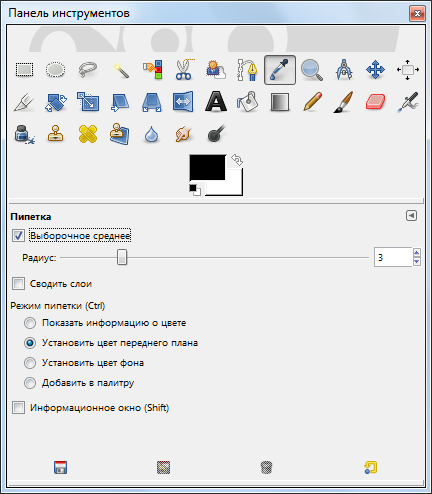 Панель инструментов
Пипетка
Выборочное среднее
Радиус: 3
Сводить слои
Режим пипетки (Ctrl)
Показать информацию о цвете
Установить цвет переднего плана
Установить цвет фона
Добавить в палитру
Информационное окно (Shift)